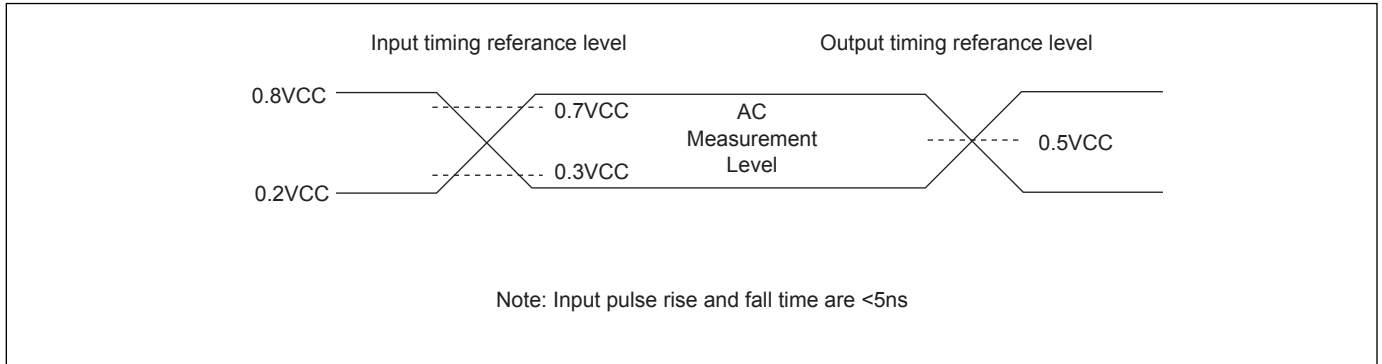 Input timing referance level
Output timing referance level
0.8VCC
0.7VCC
AC
Measurement
Level
0.5VCC
0.3VCC
0.2VCC
Note: Input pulse rise and fall time are <5ns